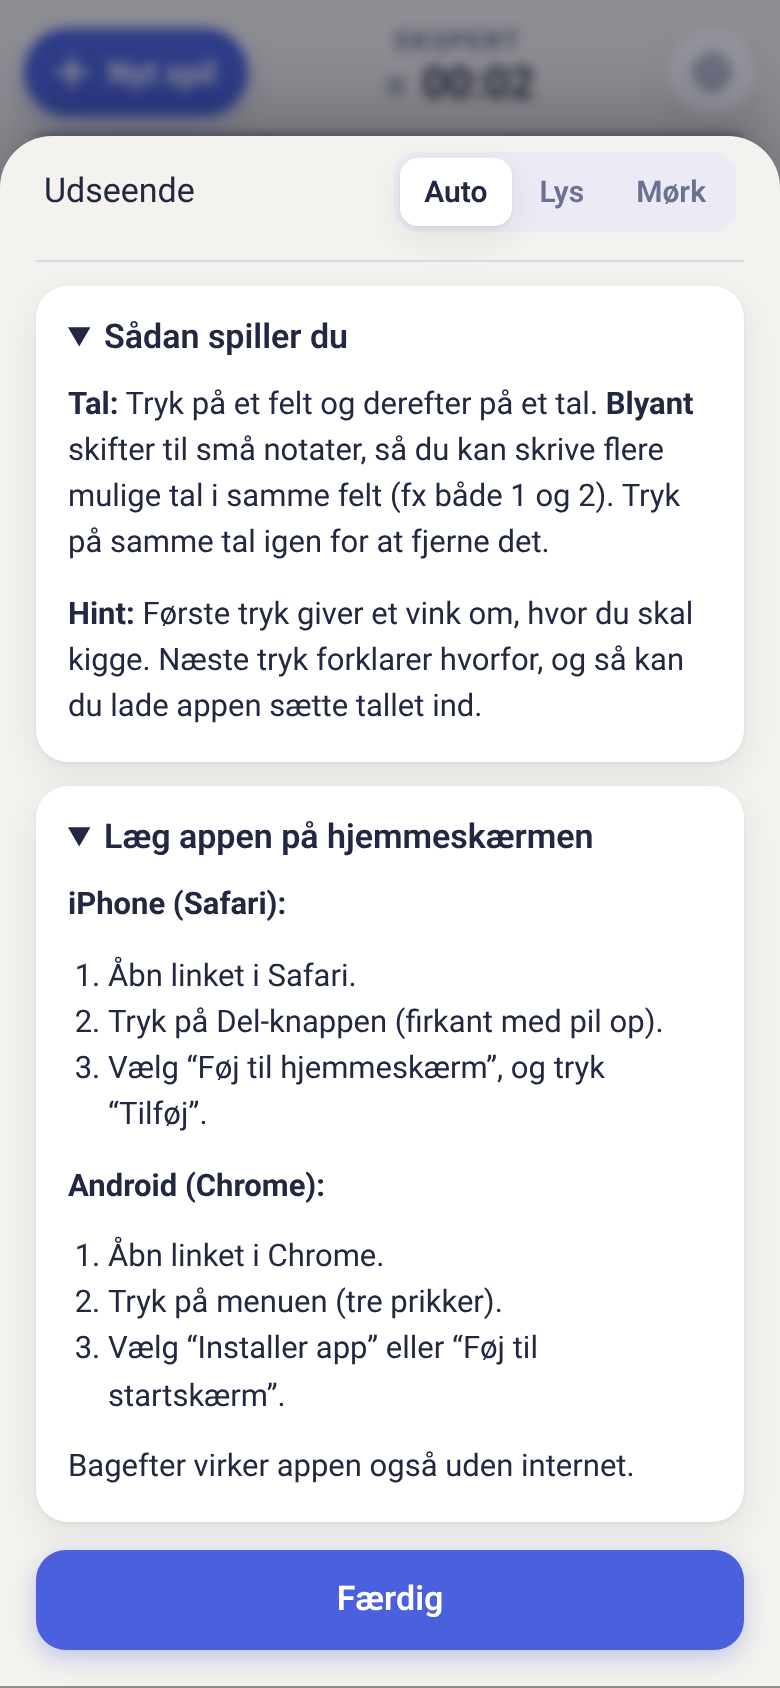 Nyt spil
EKSPERT
00:02
Udseende
Auto
Lys
Mørk
Sådan spiller du
Tal: Tryk på et felt og derefter på et tal. Blyant
skifter til små notater, så du kan skrive flere
mulige tal i samme felt (fx både 1 og 2). Tryk
på samme tal igen for at fjerne det.
Hint: Første tryk giver et vink om, hvor du skal
kigge. Næste tryk forklarer hvorfor, og så kan
du lade appen sætte tallet ind.
Læg appen på hjemmeskærmen
iPhone (Safari):
1. Åbn linket i Safari.
2. Tryk på Del-knappen (firkant med pil op).
3. Vælg “Føj til hjemmeskærm”, og tryk
“Tilføj”.
Android (Chrome):
1. Åbn linket i Chrome.
2. Tryk på menuen (tre prikker).
3. Vælg “Installer app” eller “Føj til
startskærm”.
Bagefter virker appen også uden internet.
Færdig